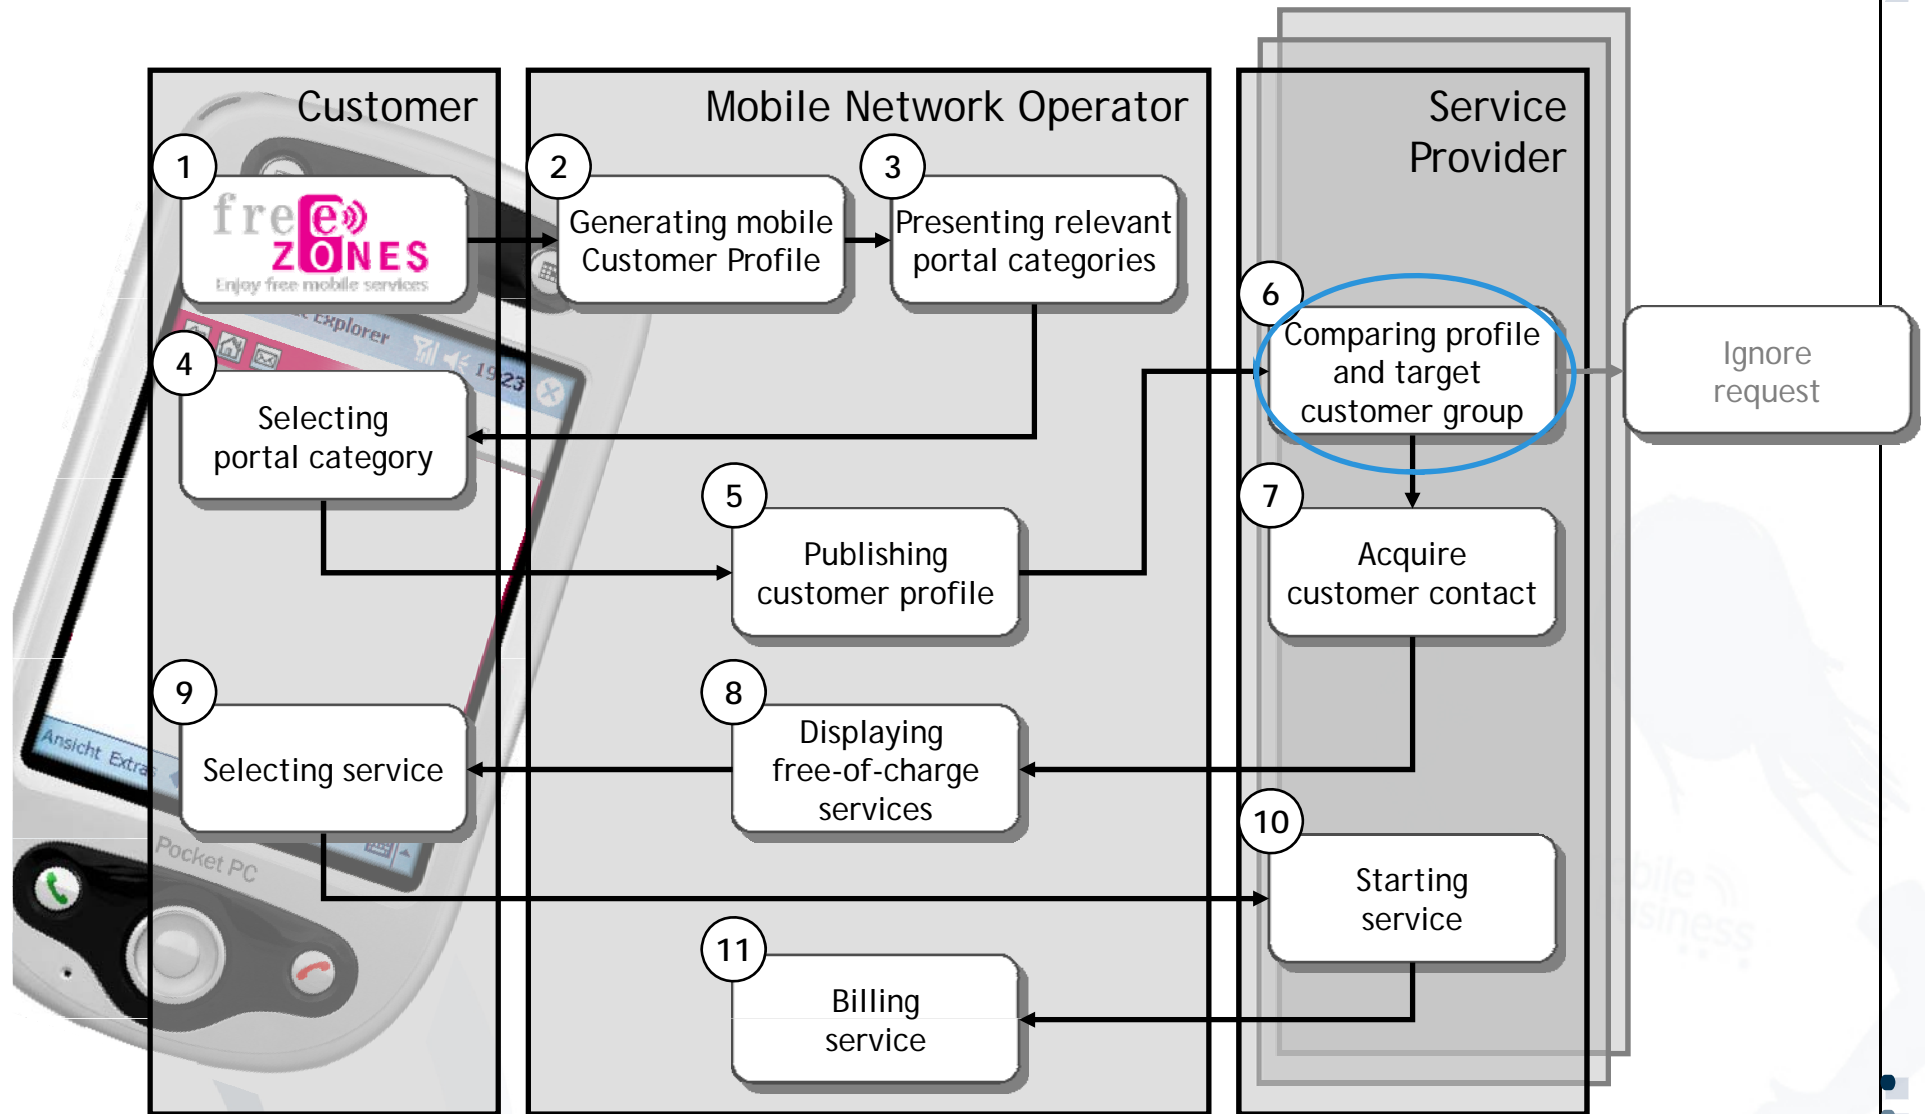 Customer
Mobile Network Operator
Service
Provider
1
free
ZONES
Enjoy free mobile services
2
Generating mobile
Customer Profile
3
Presenting relevant
portal categories
Explorer
19:23
4
Selecting
portal category
5
Publishing
customer profile
6
Comparing profile
and target
customer group
Ignore
request
7
Acquire
customer contact
8
Displaying
free-of-charge
services
9
Selecting service
Ansicht Extras
Pocket PC
10
Starting
service
11
Billing
service